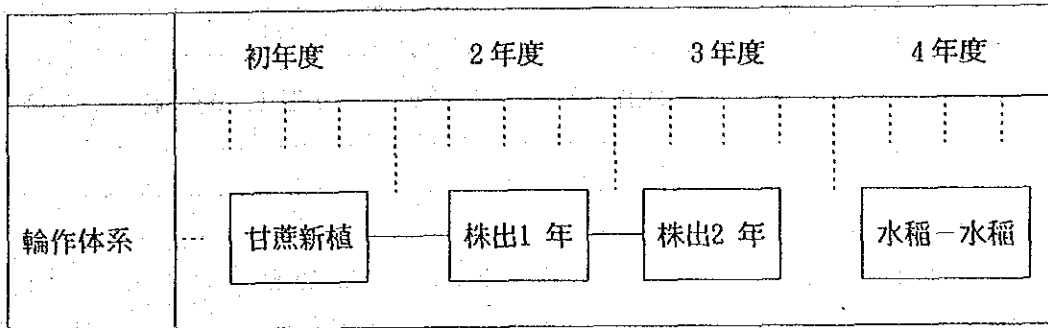 初年度 2年度 3年度 4年度
輪作体系 甘蔗新植 株出1 年 株出2 年 水稲－水稲